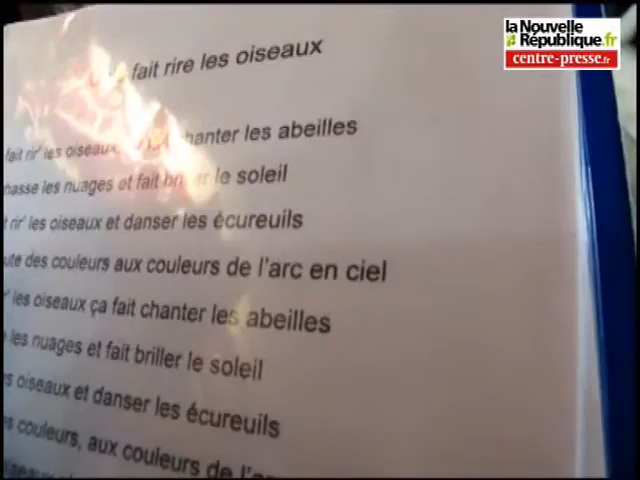 la Nouvelle
République.fr
centre-presse.fr
fait rire les oiseaux
fait rir' les oiseaux, chanter les abeilles
les nuages et fait briller le soleil
rir' les oiseaux et danser les écureuils
des couleurs aux couleurs de l'arc en ciel
les oiseaux ça fait chanter les abeilles
les nuages et fait briller le soleil
oiseaux et danser les écureuils
couleurs, aux couleurs de